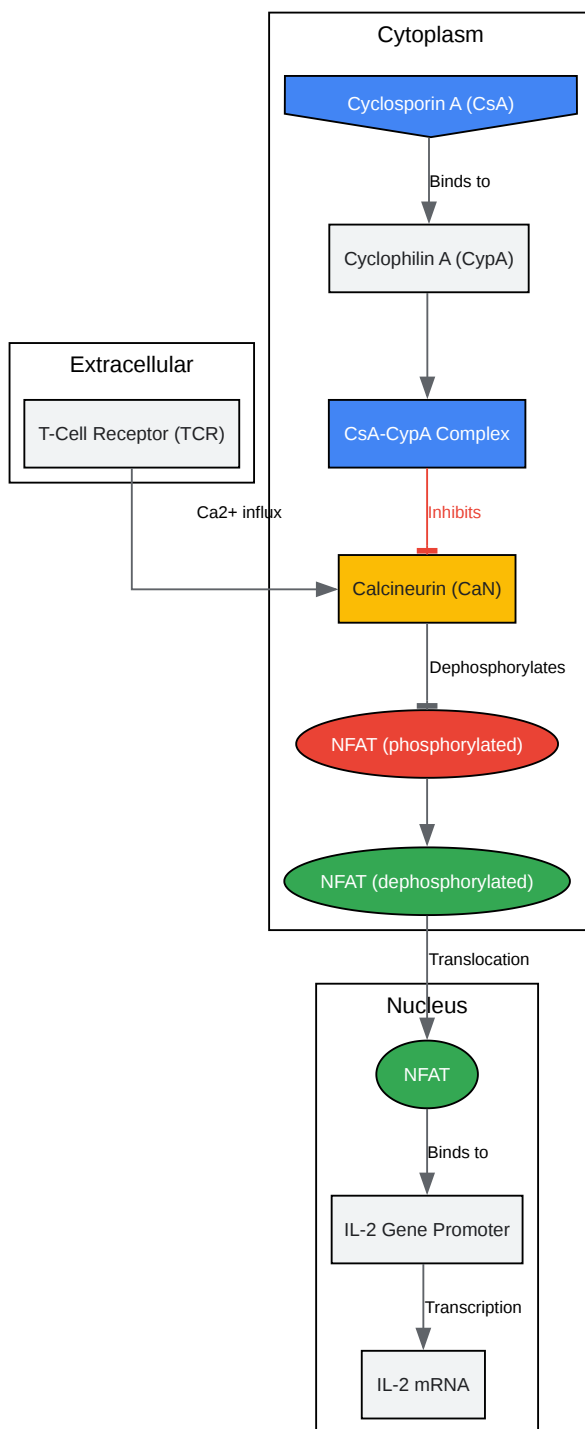 Cytoplasm
Cyclosporin A (CsA)
Binds to
Cyclophilin A (CypA)
Extracellular
T-Cell Receptor (TCR)
CsA-CypA Complex
Ca2+ influx
Inhibits
Calcineurin (CaN)
Dephosphorylates
NFAT (phosphorylated)
NFAT (dephosphorylated)
Translocation
Nucleus
NFAT
Binds to
IL-2 Gene Promoter
Transcription
IL-2 mRNA